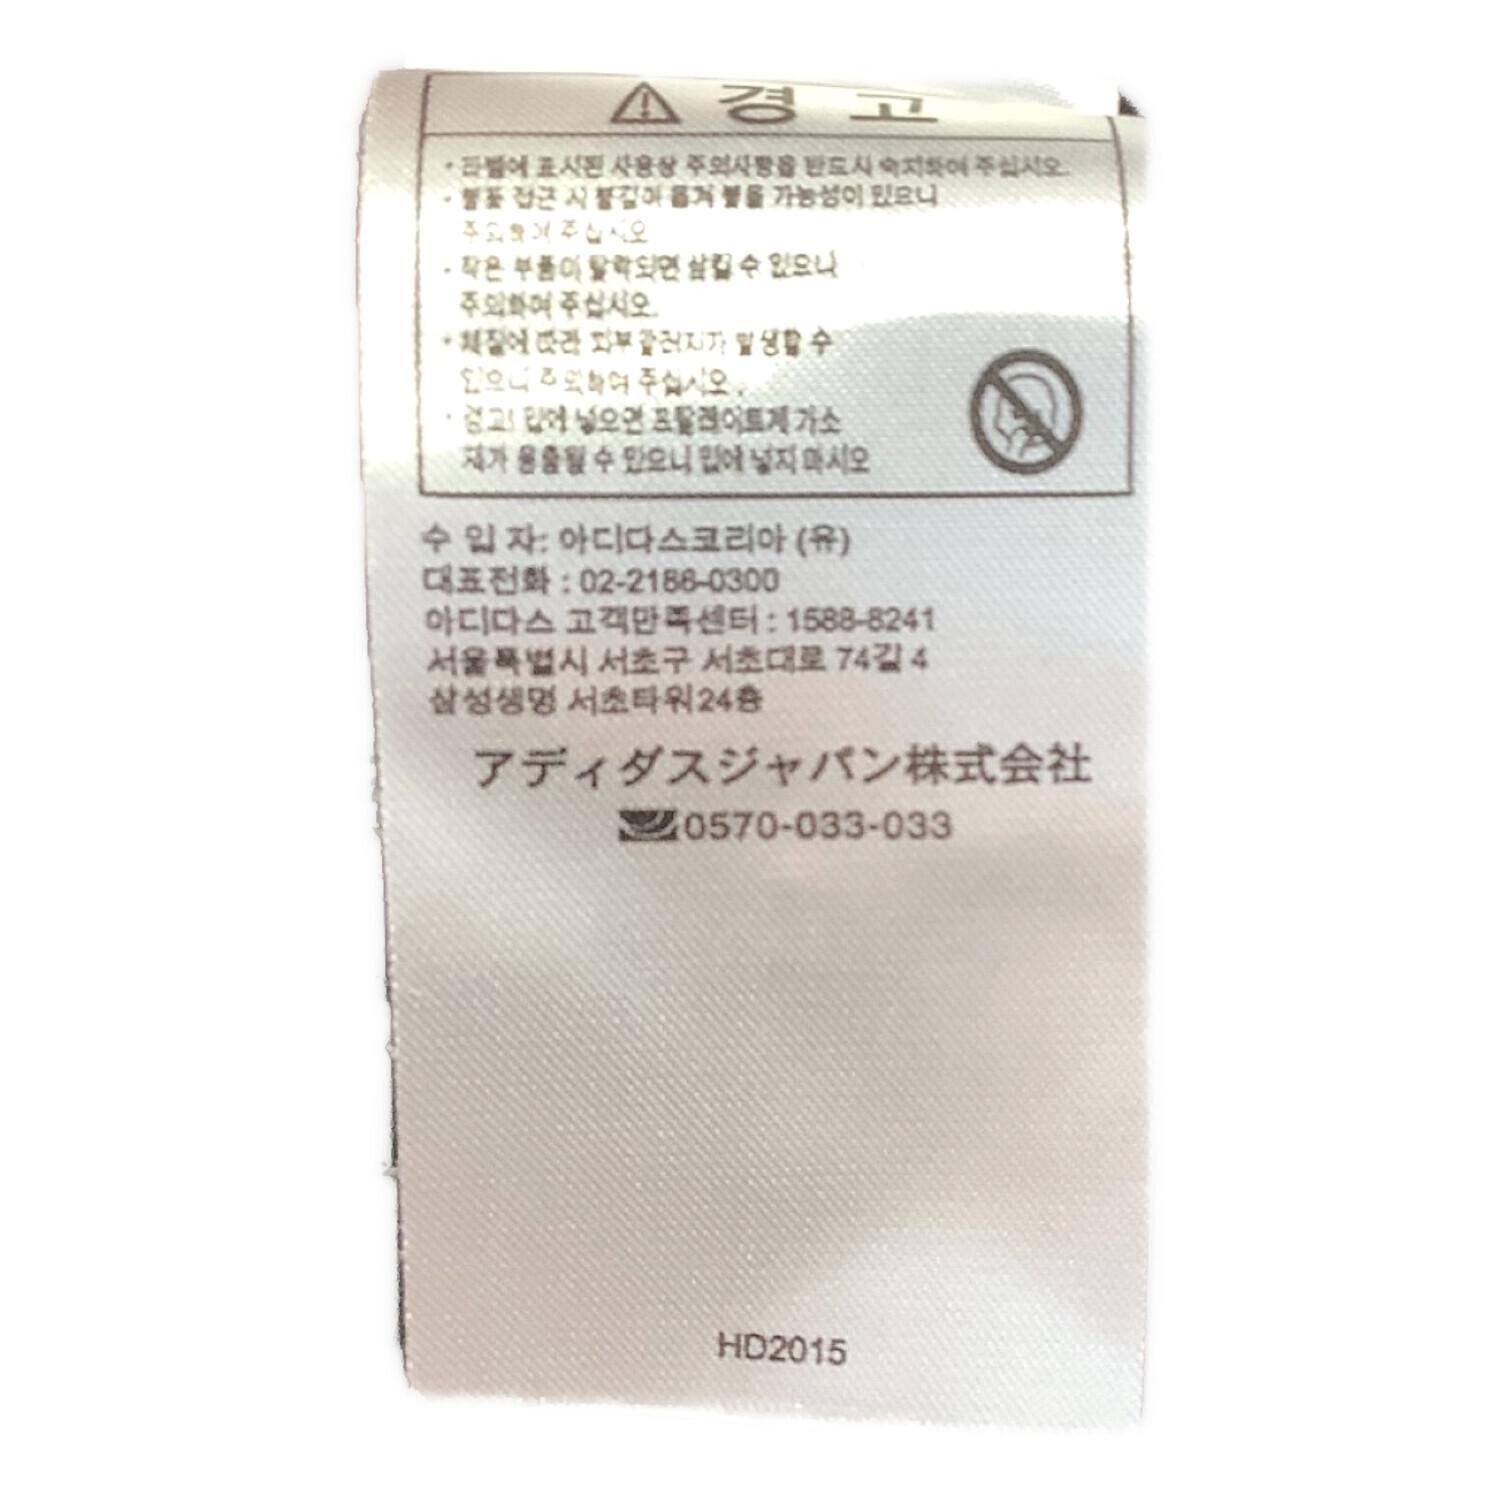 ⚠ 경 고
· 라벨에 표시된 사용상 주의사항을 반드시 숙지하여 주십시오.
· 불꽃 접근 시 불길이 옮겨 붙을 가능성이 있으니
주의하여 주십시오
· 작은 부품이 탈락되면 삼킬 수 있으니
주의하여 주십시오.
· 체질에 따라 피부알러지가 발생할 수
있으니 주의하여 주십시오.
· 경고! 입에 넣으면 프탈레이트계 가소
제가 용출될 수 있으니 입에 넣지 마시오
수 입 자: 아디다스코리아 (유)
대표전화 : 02-2186-0300
아디다스 고객만족센터 : 1588-8241
서울특별시 서초구 서초대로 74길 4
삼성생명 서초타워24층
アディダスジャパン株式会社
0570-033-033
HD2015